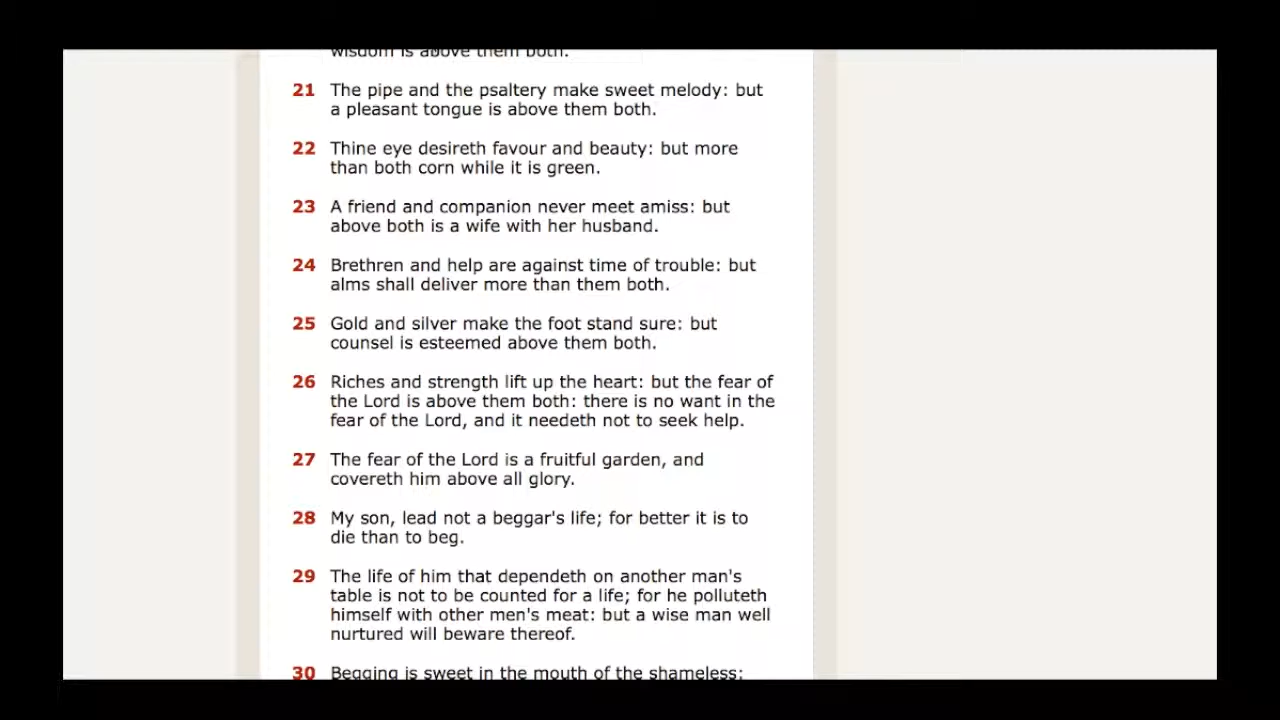 wisdom is above them both.
21 The pipe and the psaltery make sweet melody: but
a pleasant tongue is above them both.
22 Thine eye desireth favour and beauty: but more
than both corn while it is green.
23 A friend and companion never meet amiss: but
above both is a wife with her husband.
24 Brethren and help are against time of trouble: but
alms shall deliver more than them both.
25 Gold and silver make the foot stand sure: but
counsel is esteemed above them both.
26 Riches and strength lift up the heart: but the fear of
the Lord is above them both: there is no want in the
fear of the Lord, and it needeth not to seek help.
27 The fear of the Lord is a fruitful garden, and
covereth him above all glory.
28 My son, lead not a beggar's life; for better it is to
die than to beg.
29 The life of him that dependeth on another man's
table is not to be counted for a life; for he polluteth
himself with other men's meat: but a wise man well
nurtured will beware thereof.
30 Begging is sweet in the mouth of the shameless: